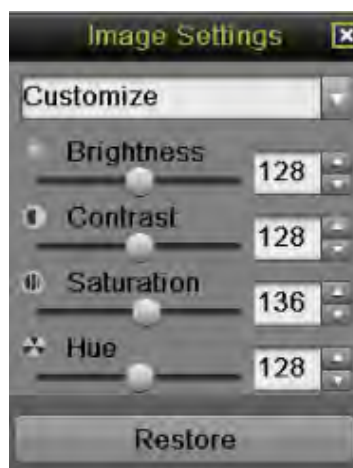 Image Settings
Customize
Brightness
128
Contrast
128
Saturation
136
Hue
128
Restore